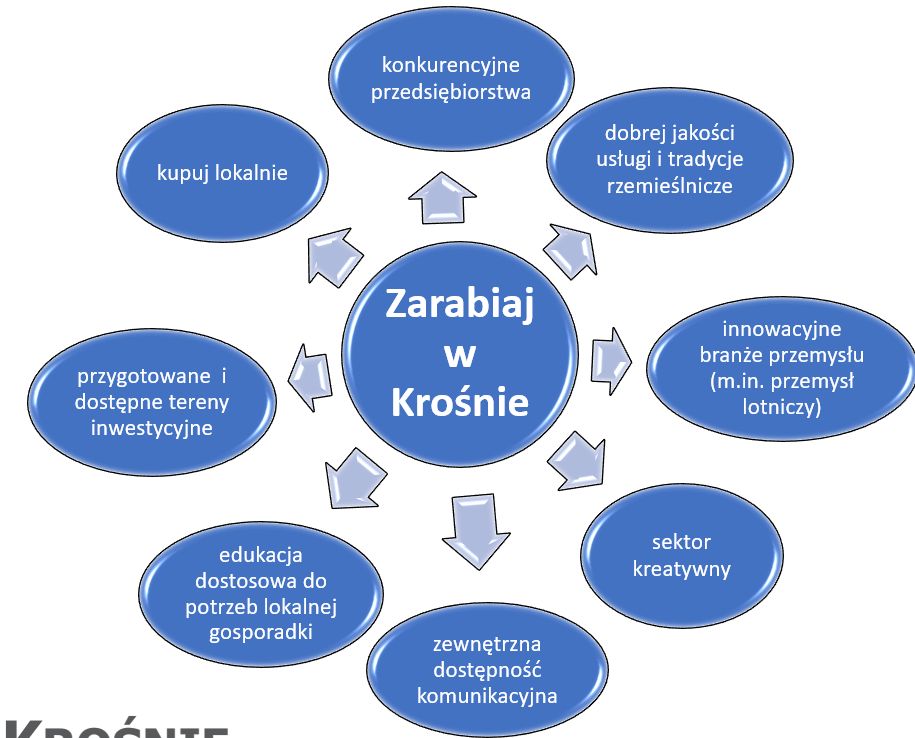 konkurencyjne
przedsiębiorstwa
dobrej jakości
usługi i tradycje
rzemieślnicze
kupuj lokalnie
Zarabiaj
w
Krośnie
innowacyjne
branże przemysłu
(m.in. przemysł
lotniczy)
przygotowane i
dostępne tereny
inwestycyjne
sektor
kreatywny
edukacja
dostosowa do
potrzeb lokalnej
gosporadki
zewnętrzna
dostępność
komunikacyjna
KROŚNIE